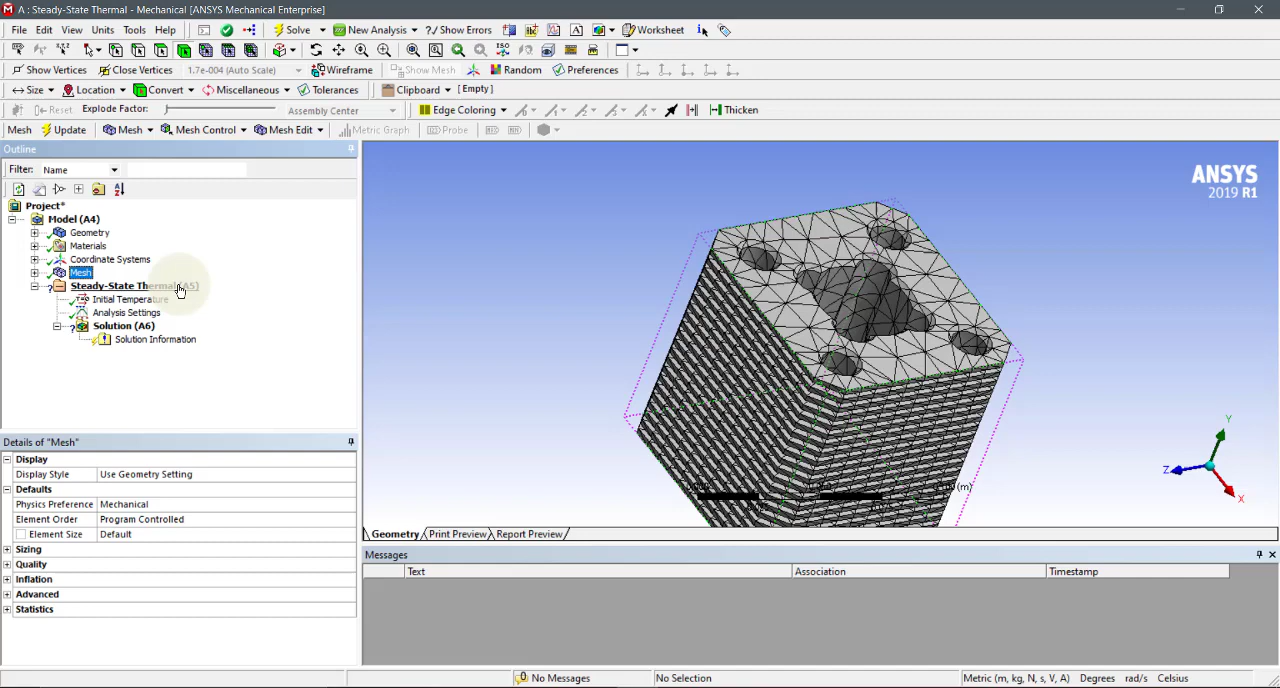 A : Steady-State Thermal - Mechanical [ANSYS Mechanical Enterprise]
File Edit View Units Tools Help Solve New Analysis ?/ Show Errors Worksheet
Show Vertices Close Vertices 1.7e-004 (Auto Scale) Wireframe Show Mesh Random Preferences
Size Location Convert Miscellaneous Tolerances Clipboard [Empty]
Reset Explode Factor: Assembly Center Edge Coloring Thicken
Mesh Update Mesh Mesh Control Mesh Edit Metric Graph Probe
Outline
Filter: Name
Project*
Model (A4)
Geometry
Materials
Coordinate Systems
Mesh
Steady-State Thermal (A5)
Initial Temperature
Analysis Settings
Solution (A6)
Solution Information
ANSYS
2019 R1
Y
Z
X
Details of "Mesh"
Display
Display Style Use Geometry Setting
Defaults
Physics Preference Mechanical
Element Order Program Controlled
Element Size Default
Sizing
Quality
Inflation
Advanced
Statistics
Geometry Print Preview Report Preview
Messages
Text Association Timestamp
No Messages No Selection Metric (m, kg, N, s, V, A) Degrees rad/s Celsius